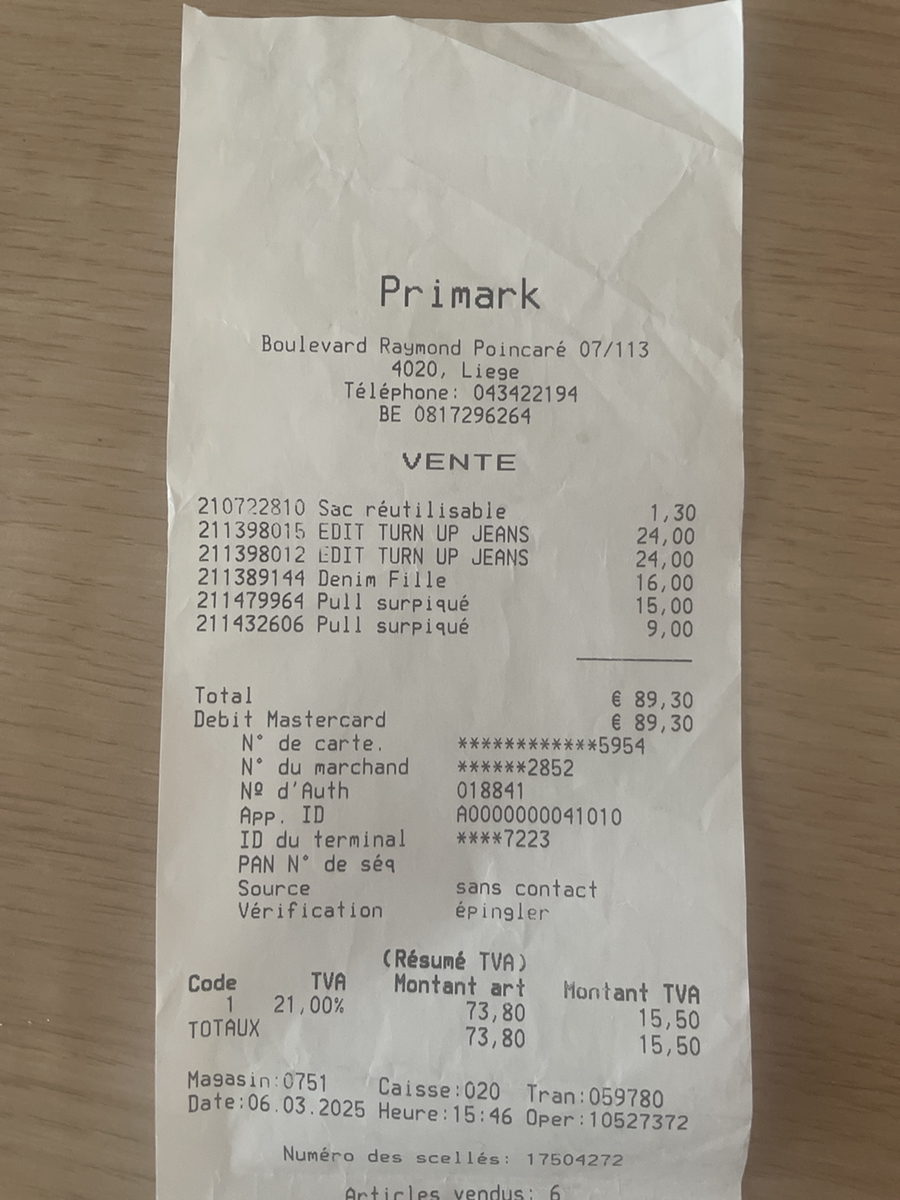 Primark
Boulevard Raymond Poincaré 07/113
4020, Liege
Téléphone: 043422194
BE 0817296264
VENTE
210722810 Sac réutilisable 1,30
211398015 EDIT TURN UP JEANS 24,00
211398012 EDIT TURN UP JEANS 24,00
211389144 Denim Fille 16,00
211479964 Pull surpiqué 15,00
211432606 Pull surpiqué 9,00
Total € 89,30
Debit Mastercard € 89,30
N° de carte. ************5954
N° du marchand ******2852
Nº d'Auth 018841
App. ID A0000000041010
ID du terminal ****7223
PAN N° de séq
Source sans contact
Vérification épingler
(Résumé TVA)
Code TVA Montant art Montant TVA
1 21,00% 73,80 15,50
TOTAUX 73,80 15,50
Magasin:0751 Caisse:020 Tran:059780
Date:06.03.2025 Heure:15:46 Oper:10527372
Numéro des scellés: 17504272
Articles vendus: 6